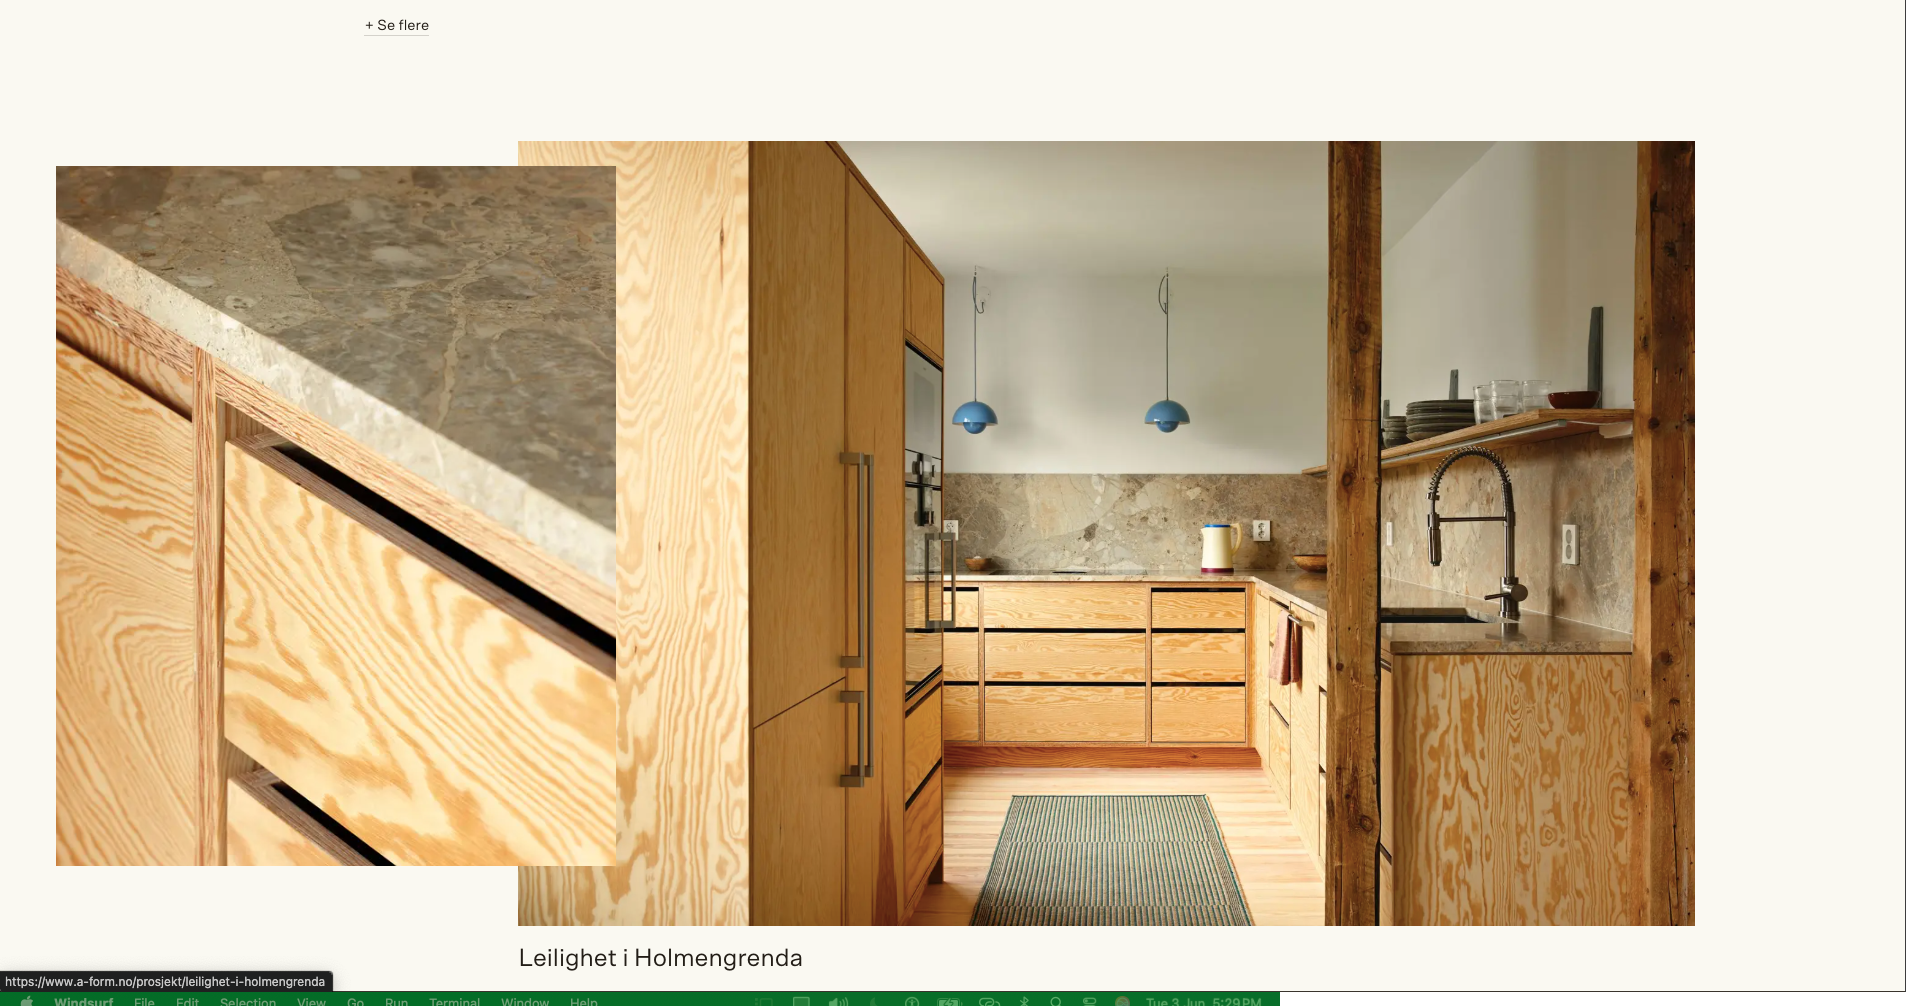 + Se flere
Leilighet i Holmengrenda
https://www.a-form.no/prosjekt/leilighet-i-holmengrenda
Windsurf File Edit Selection View Go Run Terminal Window Help Tue 3 Jun 5:29 PM